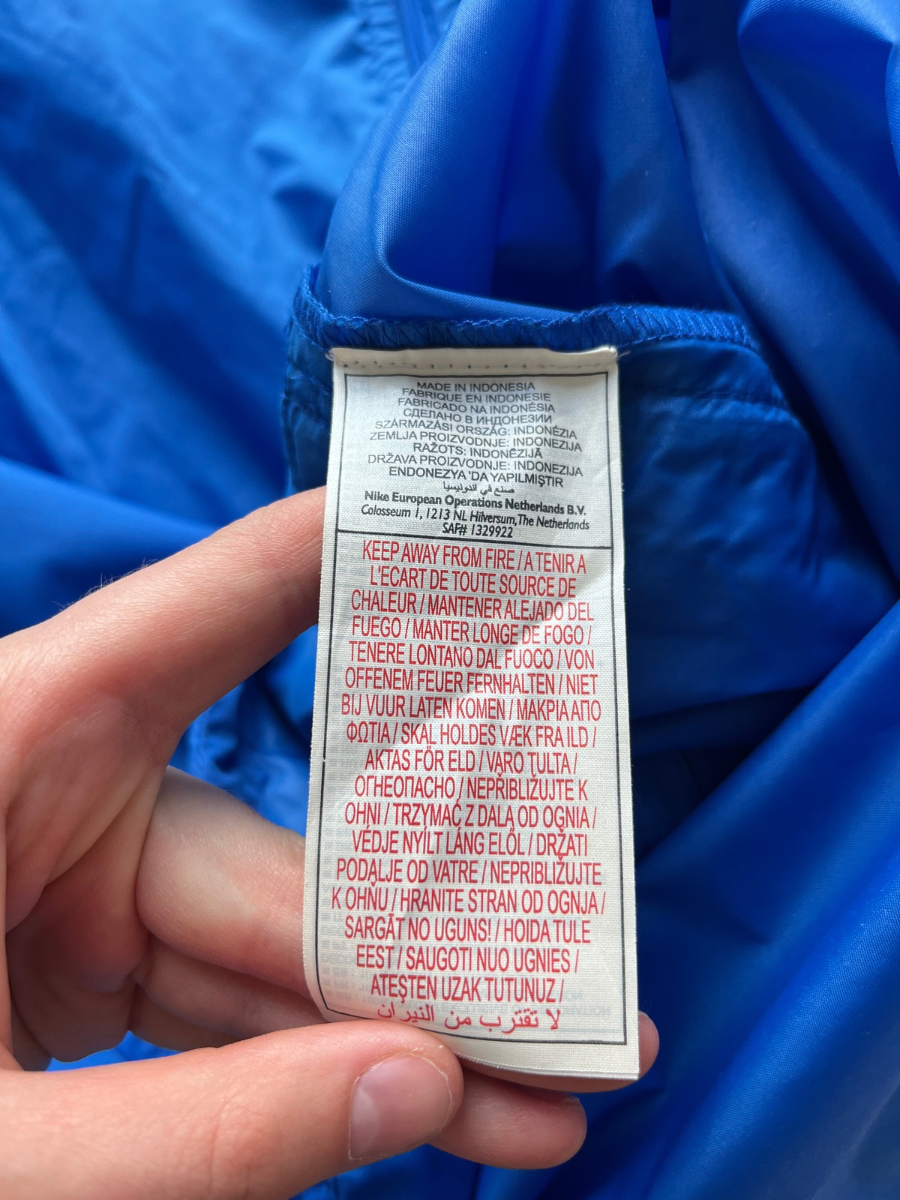 MADE IN INDONESIA
FABRIQUE EN INDONESIE
FABRICADO NA INDONÉSIA
СДЕЛАНО В ИНДОНЕЗИИ
SZÁRMAZÁSI ORSZÁG: INDONÉZIA
ZEMLJA PROIZVODNJE: INDONEZIJA
RAŽOTS: INDONĒZIJĀ
DRŽAVA PROIZVODNJE: INDONEZIJA
ENDONEZYA 'DA YAPILMIŞTIR
صنع في اندونيسيا
Nike European Operations Netherlands B.V.
Colosseum 1, 1213 NL Hilversum, The Netherlands
SAF# 1329922
KEEP AWAY FROM FIRE / A TENIR A
L'ECART DE TOUTE SOURCE DE
CHALEUR / MANTENER ALEJADO DEL
FUEGO / MANTER LONGE DE FOGO /
TENERE LONTANO DAL FUOCO / VON
OFFENEM FEUER FERNHALTEN / NIET
BIJ VUUR LATEN KOMEN / ΜΑΚΡΙΑ ΑΠΟ
ΦΩΤΙΑ / SKAL HOLDES VÆK FRA ILD /
AKTAS FÖR ELD / VARO TULTA /
ОГНЕОПАСНО / NEPŘIBLIŽUJTE K
OHNI / TRZYMAĆ Z DALA OD OGNIA /
VÉDJE NYÍLT LÁNG ELŐL / DRŽATI
PODALJE OD VATRE / NEPRIBLIŽUJTE
K OHŇU / HRANITE STRAN OD OGNJA /
SARGĀT NO UGUNS! / HOIDA TULE
EEST / SAUGOTI NUO UGNIES /
ATEŞTEN UZAK TUTUNUZ /
لا تقترب من النيران